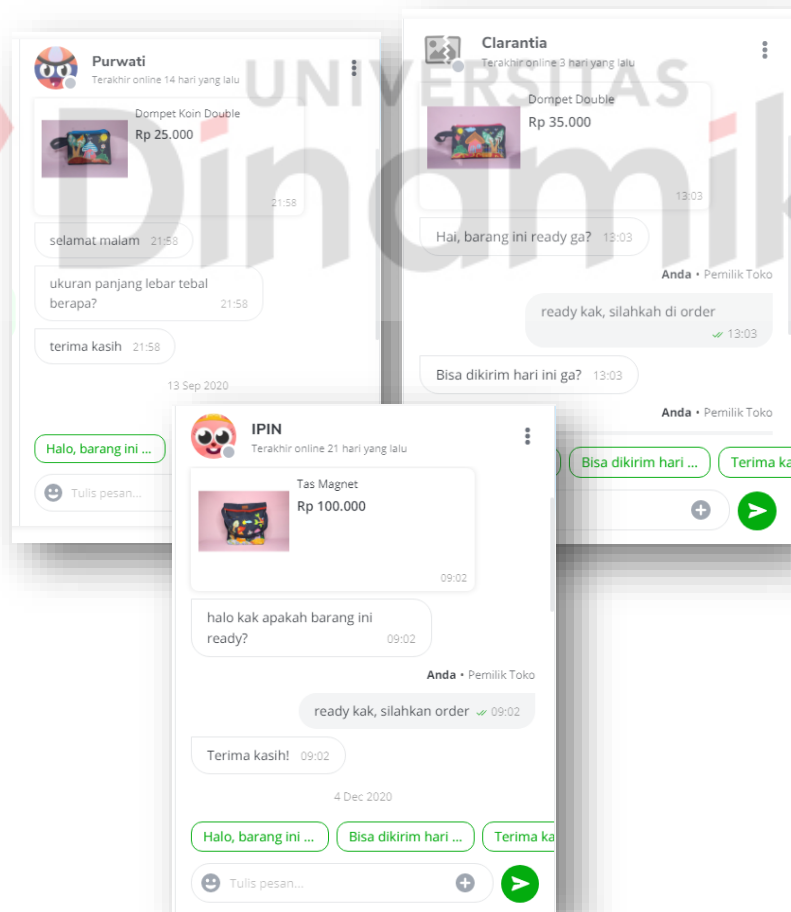 UNIVERSITAS
Dinamik
Purwati
Terakhir online 14 hari yang lalu
Dompet Koin Double
Rp 25.000
21:58
selamat malam 21:58
ukuran panjang lebar tebal
berapa? 21:58
terima kasih 21:58
13 Sep 2020
Halo, barang ini ...
Tulis pesan...
Clarantia
Terakhir online 3 hari yang lalu
Dompet Double
Rp 35.000
13:03
Hai, barang ini ready ga? 13:03
Anda • Pemilik Toko
ready kak, silahkah di order
13:03
Bisa dikirim hari ini ga? 13:03
Anda • Pemilik Toko
Bisa dikirim hari ...
Terima ka
IPIN
Terakhir online 21 hari yang lalu
Tas Magnet
Rp 100.000
09:02
halo kak apakah barang ini
ready? 09:02
Anda • Pemilik Toko
ready kak, silahkan order 09:02
Terima kasih! 09:02
4 Dec 2020
Halo, barang ini ...
Bisa dikirim hari ...
Terima ka
Tulis pesan...